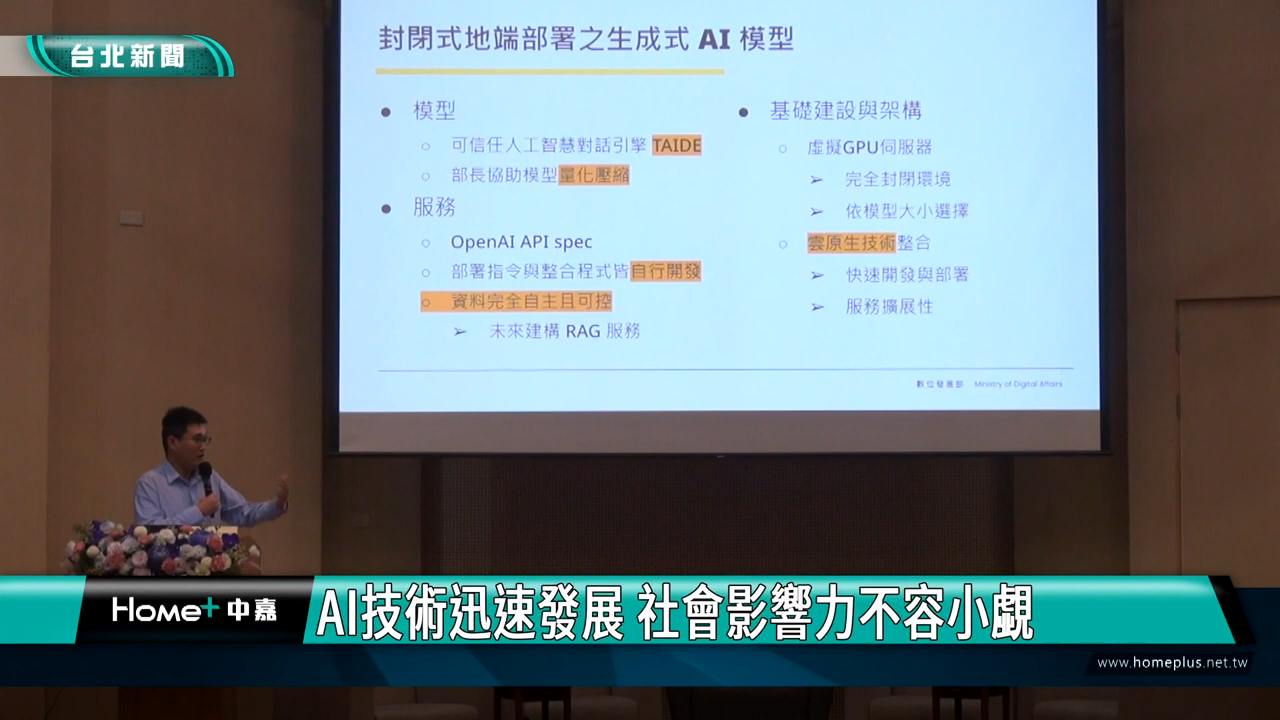 台北新聞
封閉式地端部署之生成式 AI 模型
● 模型
○ 可信任人工智慧對話引擎 TAIDE
○ 部長協助模型量化壓縮
● 服務
○ OpenAI API spec
○ 部署指令與整合程式皆自行開發
○ 資料完全自主且可控
➢ 未來建構 RAG 服務
● 基礎建設與架構
○ 虛擬GPU伺服器
➢ 完全封閉環境
➢ 依模型大小選擇
○ 雲原生技術整合
➢ 快速開發與部署
➢ 服務擴展性
數位發展部 Ministry of Digital Affairs
Home+ 中嘉
AI技術迅速發展 社會影響力不容小覷
www.homeplus.net.tw